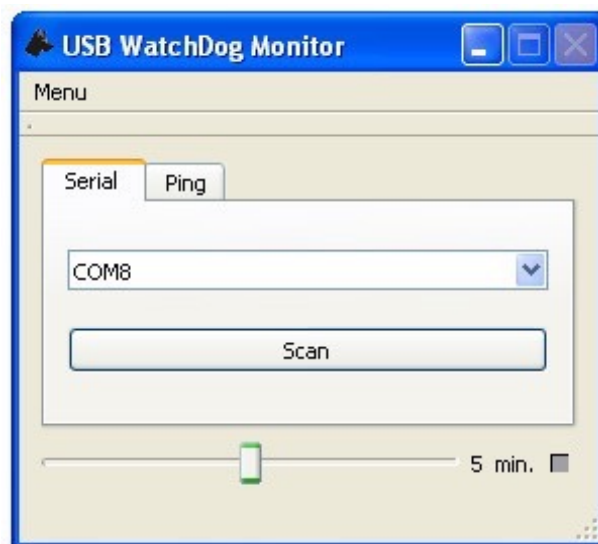 USB WatchDog Monitor
Menu
Serial
Ping
COM8
Scan
5 min.